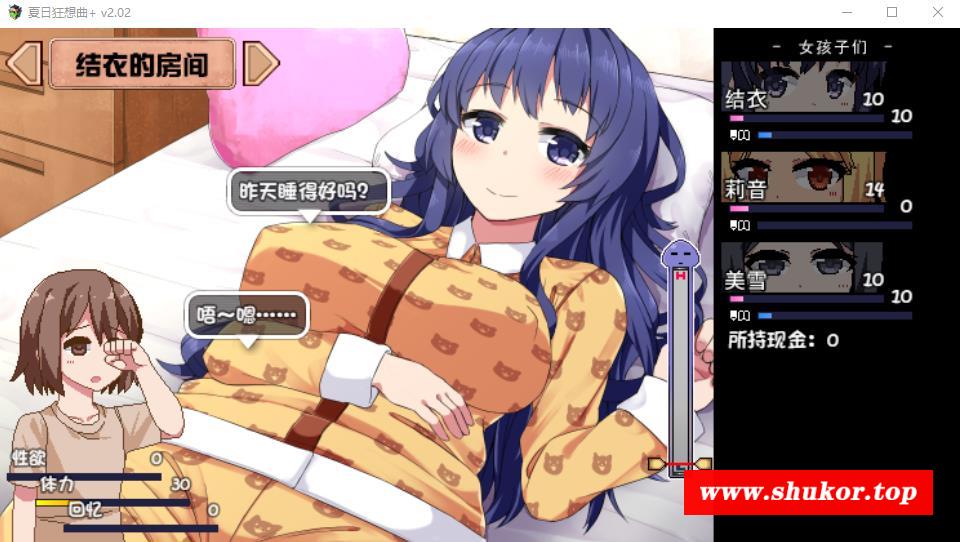 夏日狂想曲+ v2.02
结衣的房间
- 女孩子们 -
结衣 10
10
莉音 14
0
美雪 10
10
所持现金: 0
昨天睡得好吗?
唔～嗯……
H
性欲 0
体力 30
回忆 0
www.shukor.top